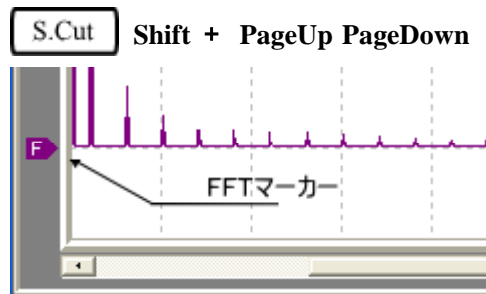 S.Cut Shift + PageUp PageDown
F
FFTマーカー